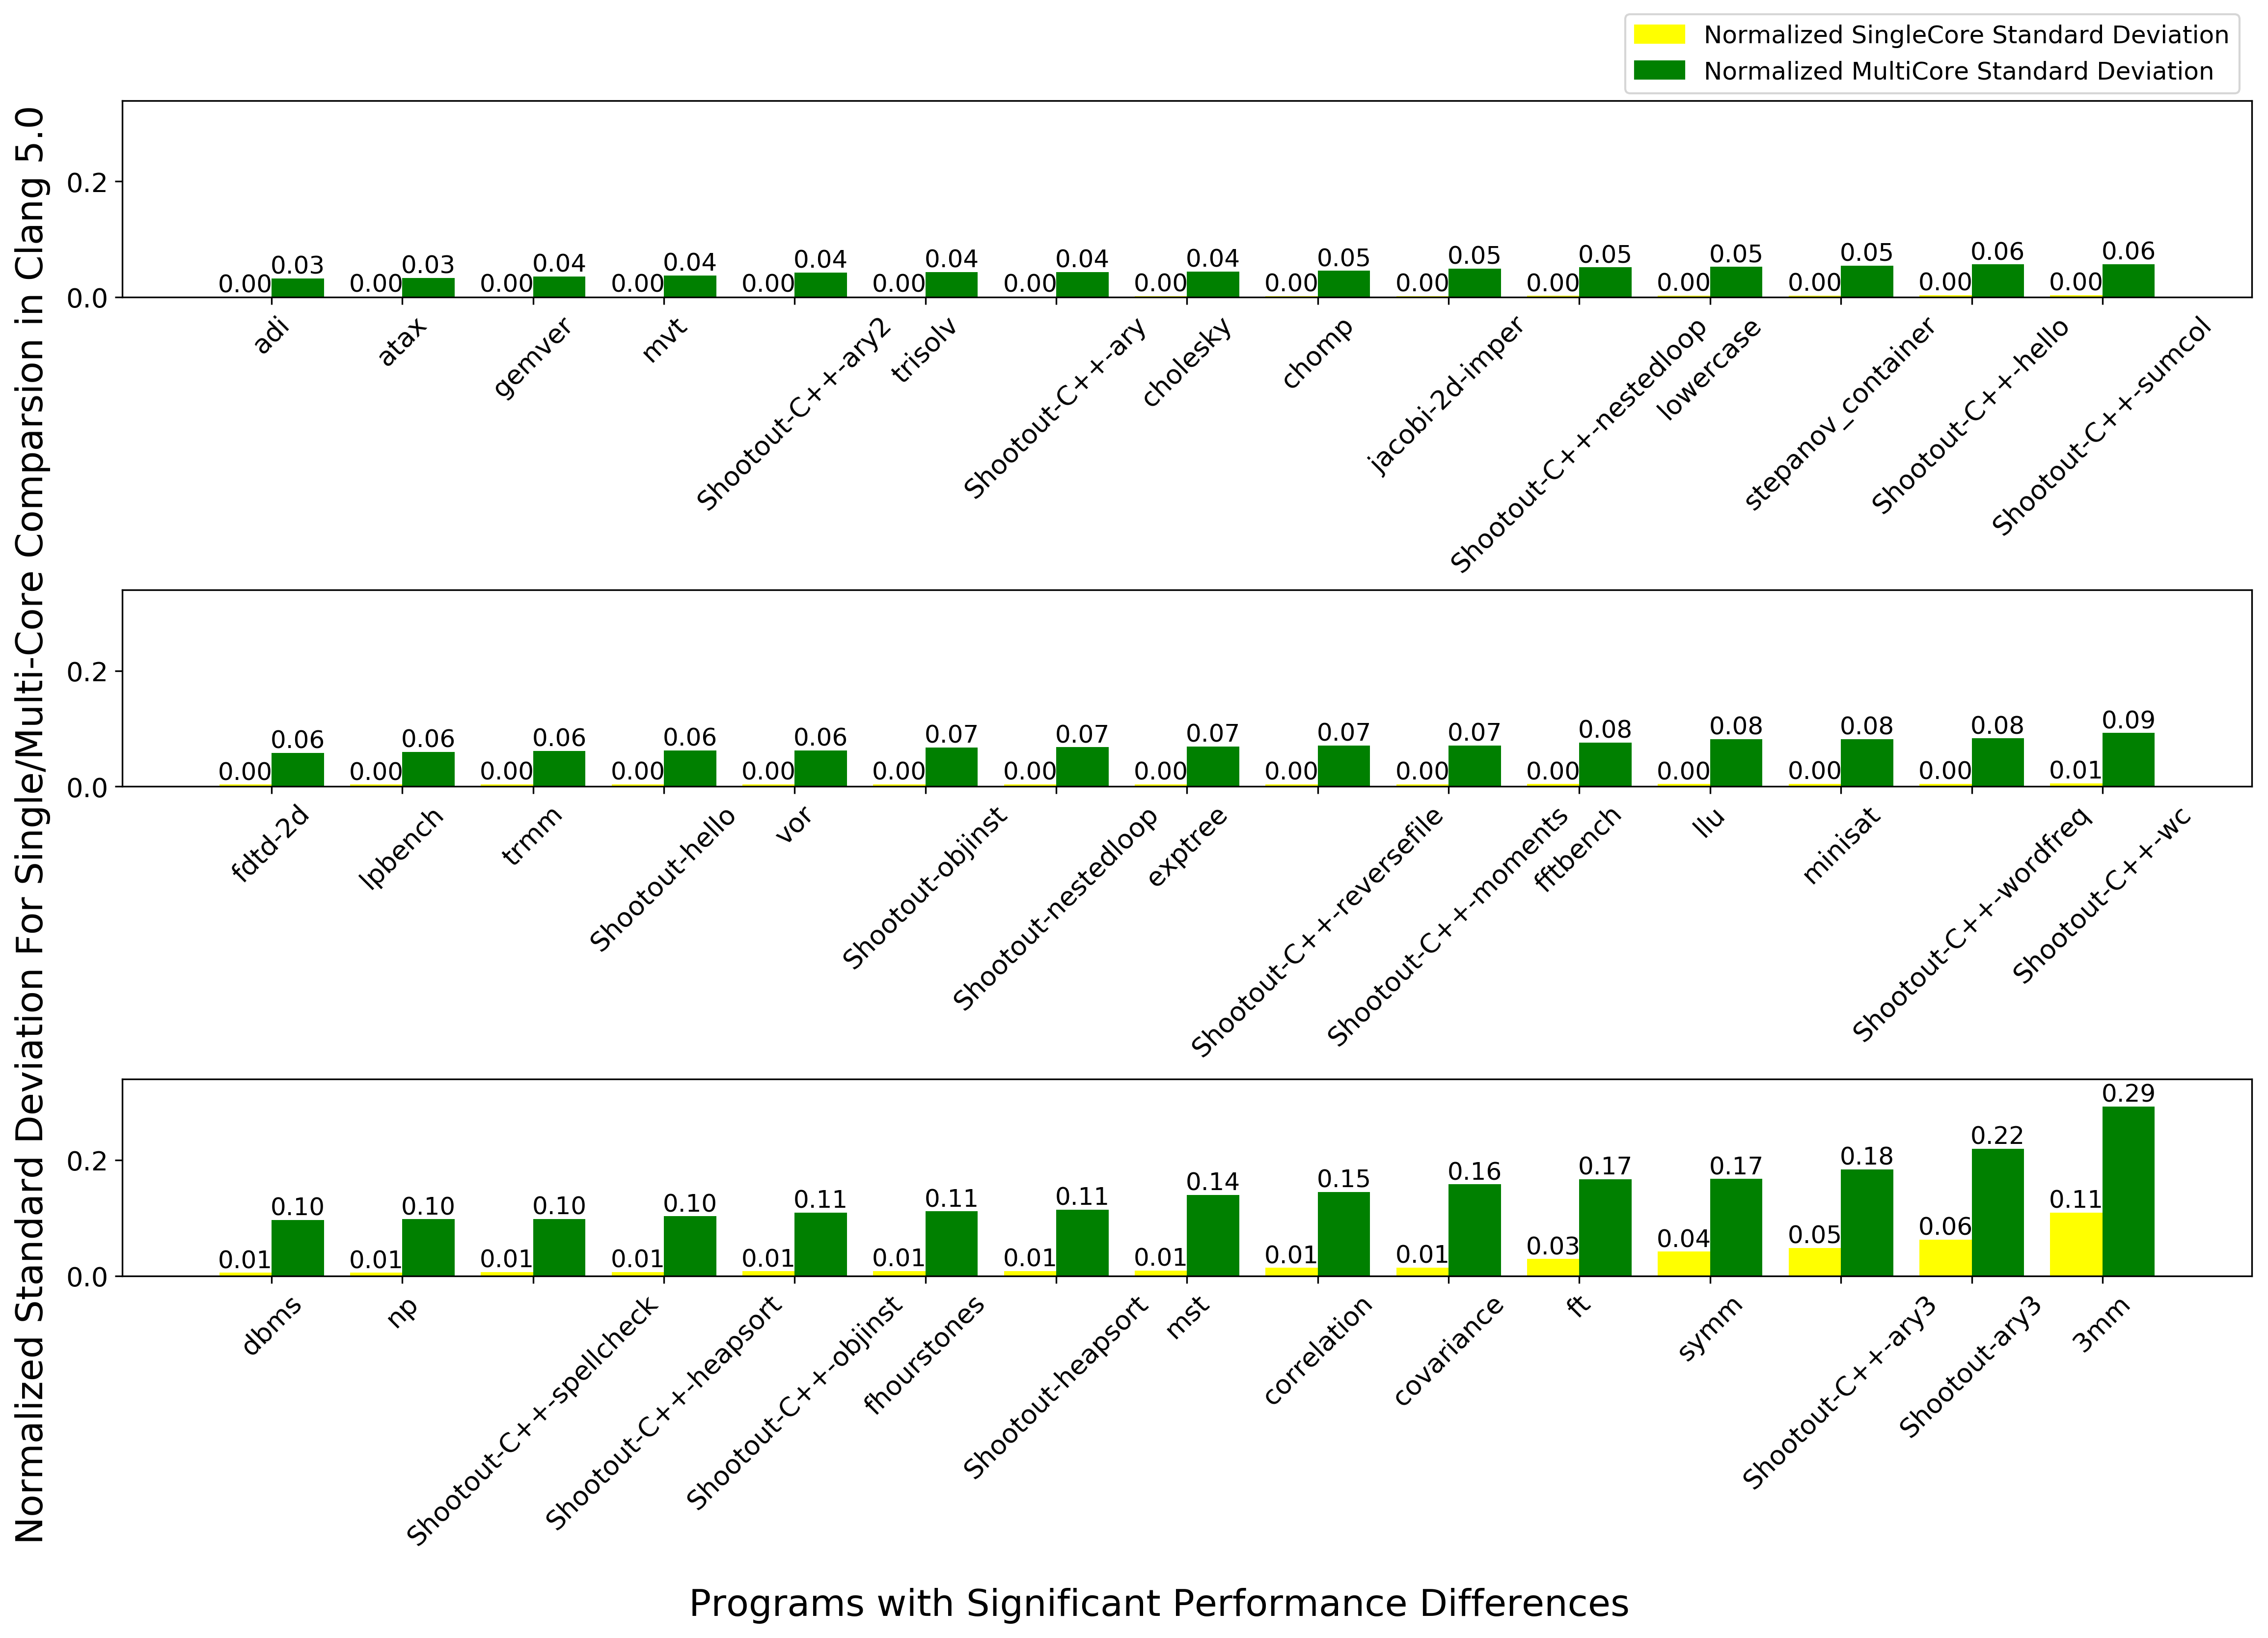 Normalized SingleCore Standard Deviation
Normalized MultiCore Standard Deviation
Normalized Standard Deviation For Single/Multi-Core Comparsion in Clang 5.0
0.2
0.0
0.00 0.03 0.00 0.03 0.00 0.04 0.00 0.04 0.00 0.04 0.00 0.04 0.00 0.04 0.00 0.04 0.00 0.05 0.00 0.05 0.00 0.05 0.00 0.05 0.00 0.05 0.00 0.06 0.00 0.06
adi
atax
gemver
mvt
Shootout-C++-ary2
trisolv
Shootout-C++-ary
cholesky
chomp
jacobi-2d-imper
Shootout-C++-nestedloop
lowercase
stepanov_container
Shootout-C++-hello
Shootout-C++-sumcol
0.2
0.0
0.00 0.06 0.00 0.06 0.00 0.06 0.00 0.06 0.00 0.06 0.00 0.07 0.00 0.07 0.00 0.07 0.00 0.07 0.00 0.07 0.00 0.08 0.00 0.08 0.00 0.08 0.00 0.08 0.01 0.09
fdtd-2d
lpbench
trmm
Shootout-hello
vor
Shootout-objinst
Shootout-nestedloop
exptree
Shootout-C++-reversefile
Shootout-C++-moments
fftbench
llu
minisat
Shootout-C++-wordfreq
Shootout-C++-wc
0.2
0.0
0.01 0.10 0.01 0.10 0.01 0.10 0.01 0.10 0.01 0.11 0.01 0.11 0.01 0.11 0.01 0.14 0.01 0.15 0.01 0.16 0.03 0.17 0.04 0.17 0.05 0.18 0.06 0.22 0.11 0.29
dbms
np
Shootout-C++-spellcheck
Shootout-C++-heapsort
Shootout-C++-objinst
fhourstones
Shootout-heapsort
mst
correlation
covariance
ft
symm
Shootout-C++-ary3
Shootout-ary3
3mm
Programs with Significant Performance Differences